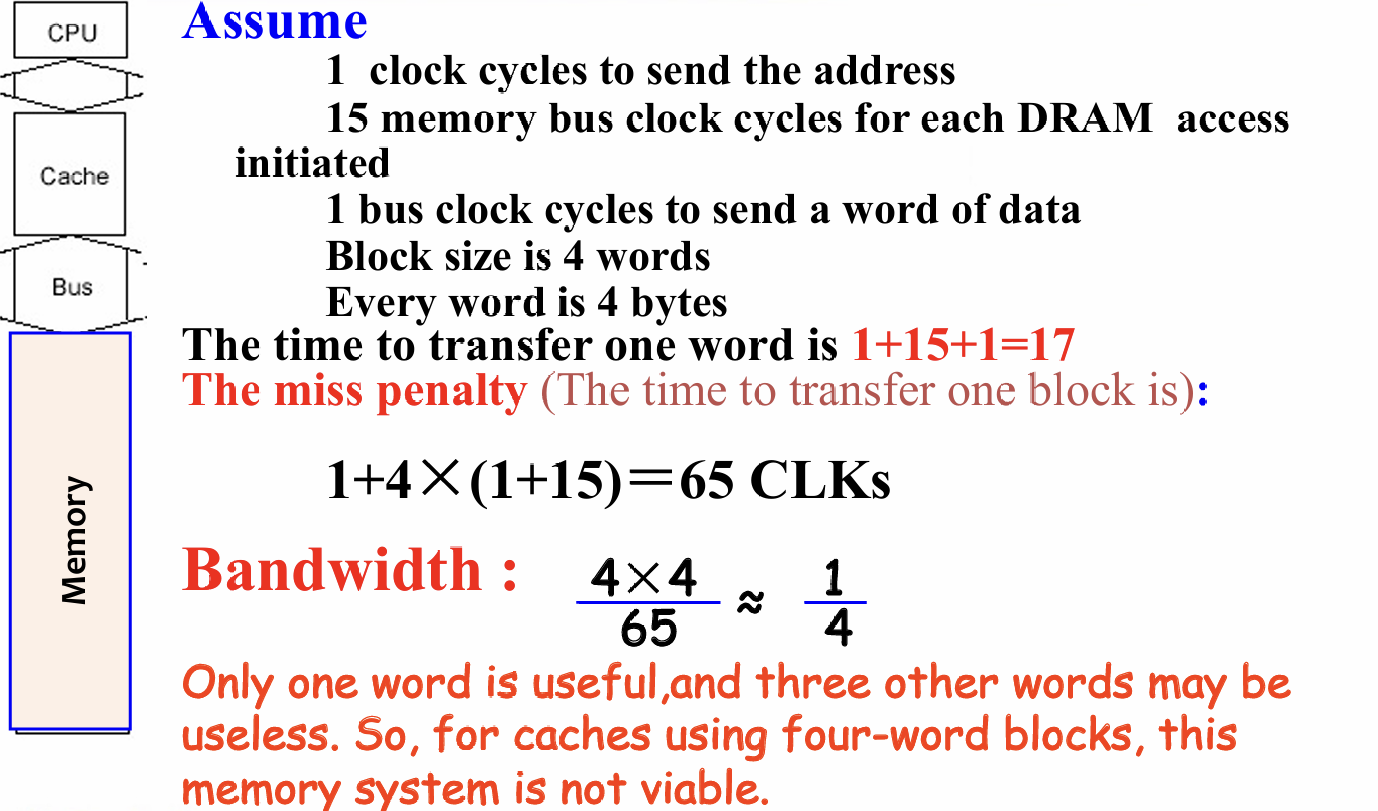 CPU
Cache
Bus
Memory
Assume
1 clock cycles to send the address
15 memory bus clock cycles for each DRAM access
initiated
1 bus clock cycles to send a word of data
Block size is 4 words
Every word is 4 bytes
The time to transfer one word is 1+15+1=17
The miss penalty (The time to transfer one block is):
1+4×(1+15)=65 CLKs
Bandwidth : 4×4/65 ≈ 1/4
Only one word is useful,and three other words may be
useless. So, for caches using four-word blocks, this
memory system is not viable.